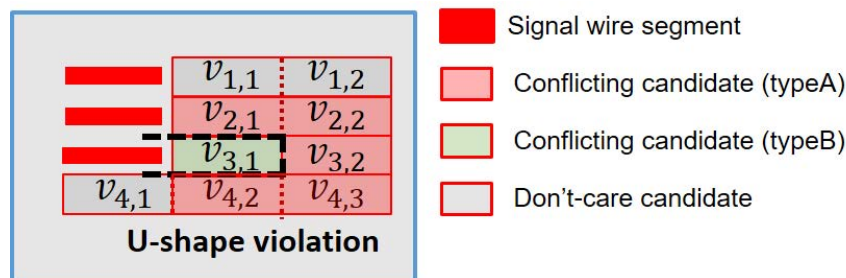 v1,1 v1,2
v2,1 v2,2
v3,1 v3,2
v4,1 v4,2 v4,3
U-shape violation
Signal wire segment
Conflicting candidate (typeA)
Conflicting candidate (typeB)
Don't-care candidate